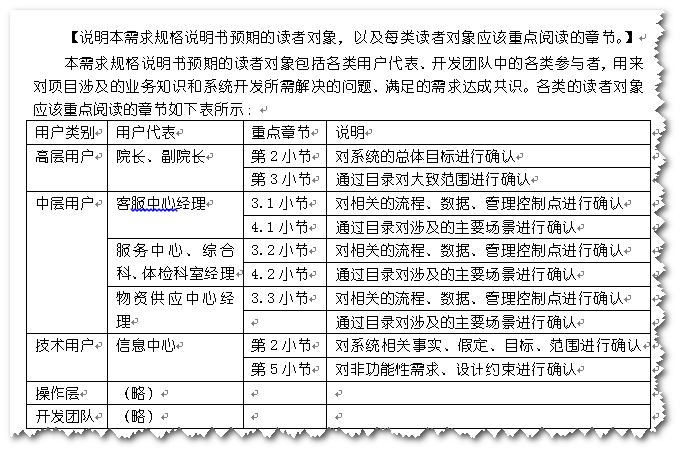 【说明本需求规格说明书预期的读者对象，以及每类读者对象应该重点阅读的章节。】
本需求规格说明书预期的读者对象包括各类用户代表、开发团队中的各类参与者，用来
对项目涉及的业务知识和系统开发所需解决的问题、满足的需求达成共识。各类的读者对象
应该重点阅读的章节如下表所示：
用户类别 用户代表 重点章节 说明
高层用户 院长、副院长 第 2 小节 对系统的总体目标进行确认
第 3 小节 通过目录对大致范围进行确认
中层用户 客服中心经理 3.1 小节 对相关的流程、数据、管理控制点进行确认
4.1 小节 通过目录对涉及的主要场景进行确认
服务中心、综合 3.2 小节 对相关的流程、数据、管理控制点进行确认
科、体检科室经理 4.2 小节 通过目录对涉及的主要场景进行确认
物资供应中心经 3.3 小节 对相关的流程、数据、管理控制点进行确认
理 通过目录对涉及的主要场景进行确认
技术用户 信息中心 第 2 小节 对系统相关事实、假定、目标、范围进行确认
第 5 小节 对非功能性需求、设计约束进行确认
操作层 （略）
开发团队 （略）